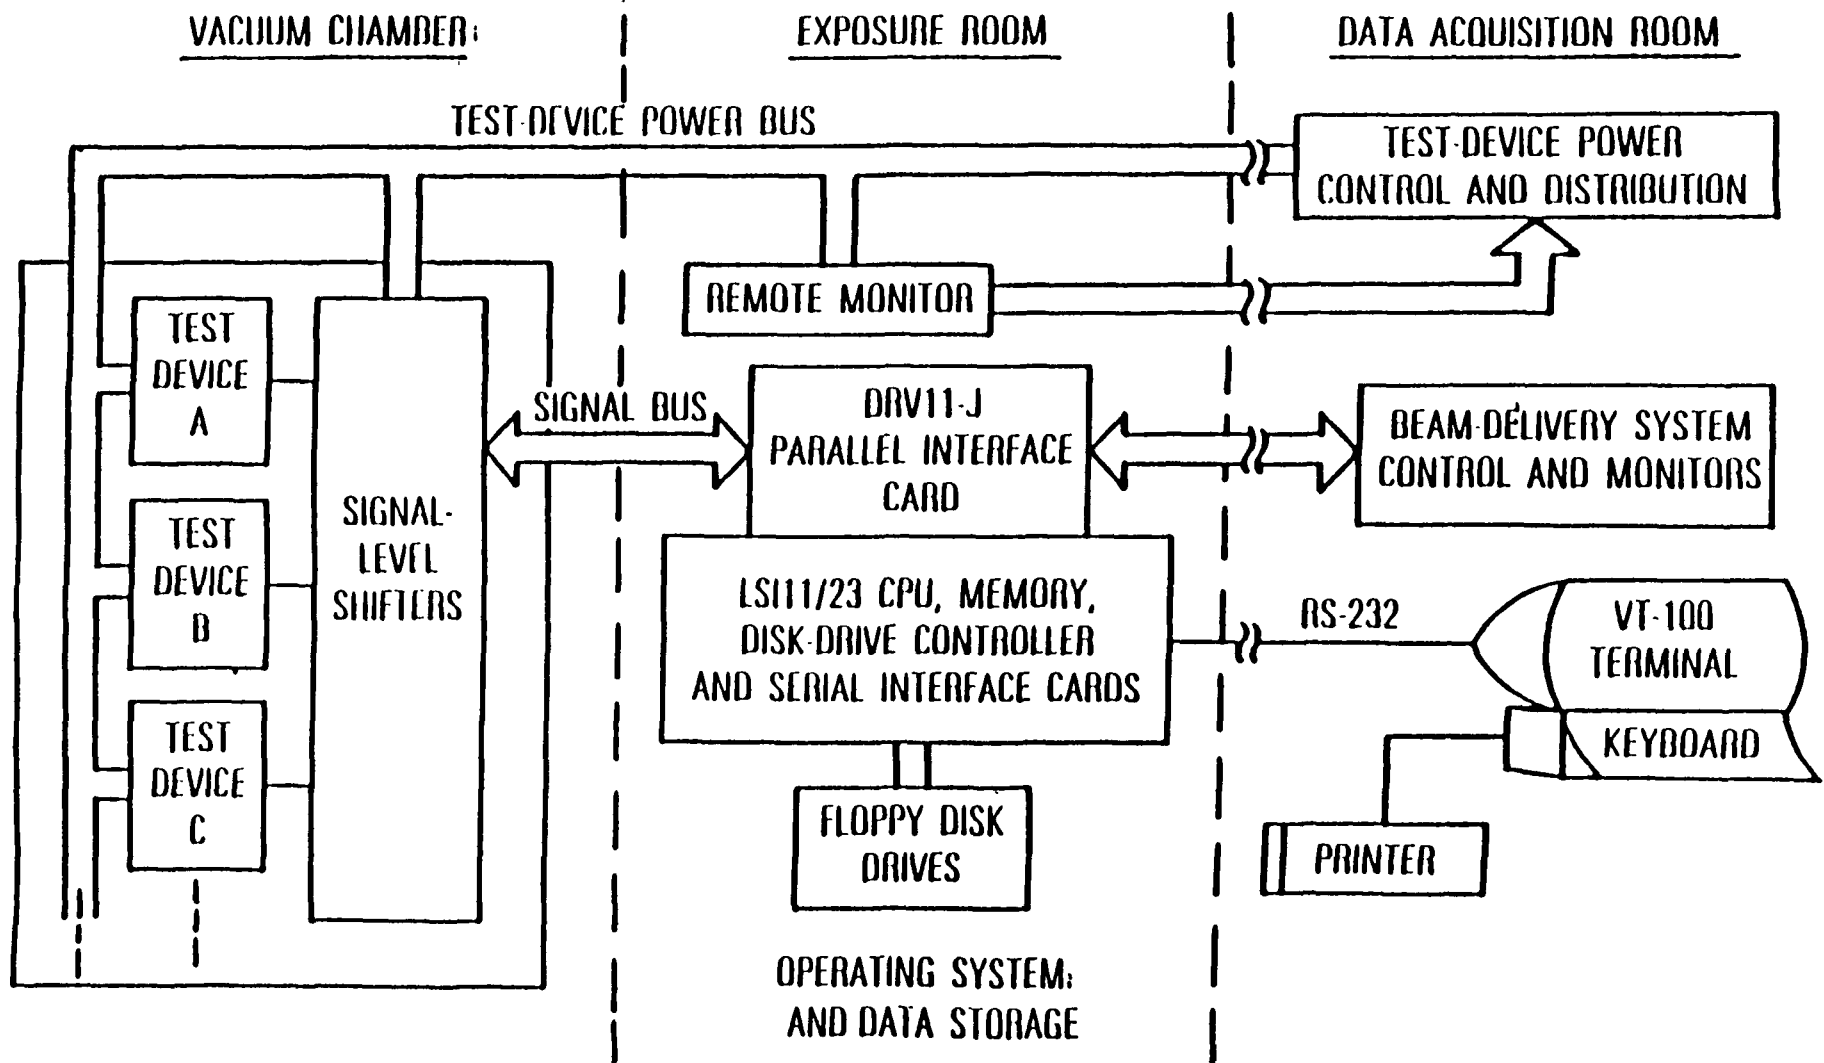 VACUUM CHAMBER:
EXPOSURE ROOM
DATA ACQUISITION ROOM
TEST-DEVICE POWER BUS
TEST-DEVICE POWER
CONTROL AND DISTRIBUTION
REMOTE MONITOR
TEST
DEVICE
A
TEST
DEVICE
B
TEST
DEVICE
C
SIGNAL-
LEVEL
SHIFTERS
SIGNAL BUS
DRV11-J
PARALLEL INTERFACE
CARD
BEAM-DELIVERY SYSTEM
CONTROL AND MONITORS
LSI11/23 CPU, MEMORY,
DISK-DRIVE CONTROLLER
AND SERIAL INTERFACE CARDS
RS-232
VT-100
TERMINAL
KEYBOARD
PRINTER
FLOPPY DISK
DRIVES
OPERATING SYSTEM:
AND DATA STORAGE